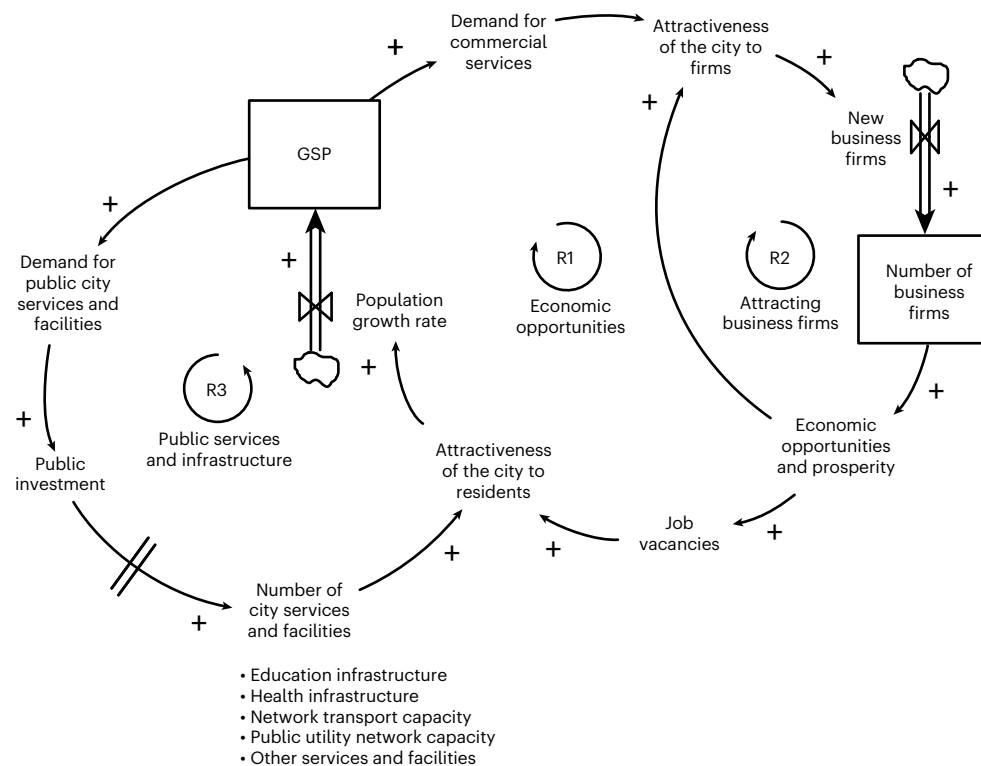 Demand for
commercial
services
Attractiveness
of the city to
firms
+
+
+
New
business
firms
GSP
+
+
+
Demand for
public city
services and
facilities
Number of
business
firms
R1
R2
Economic
opportunities
Attracting
business firms
Population
growth rate
+
R3
+
+
Public services
and infrastructure
Economic
opportunities
and prosperity
Attractiveness
of the city to
residents
Public
investment
Job
vacancies
+
+
+
Number of
city services
and facilities
+
• Education infrastructure
• Health infrastructure
• Network transport capacity
• Public utility network capacity
• Other services and facilities